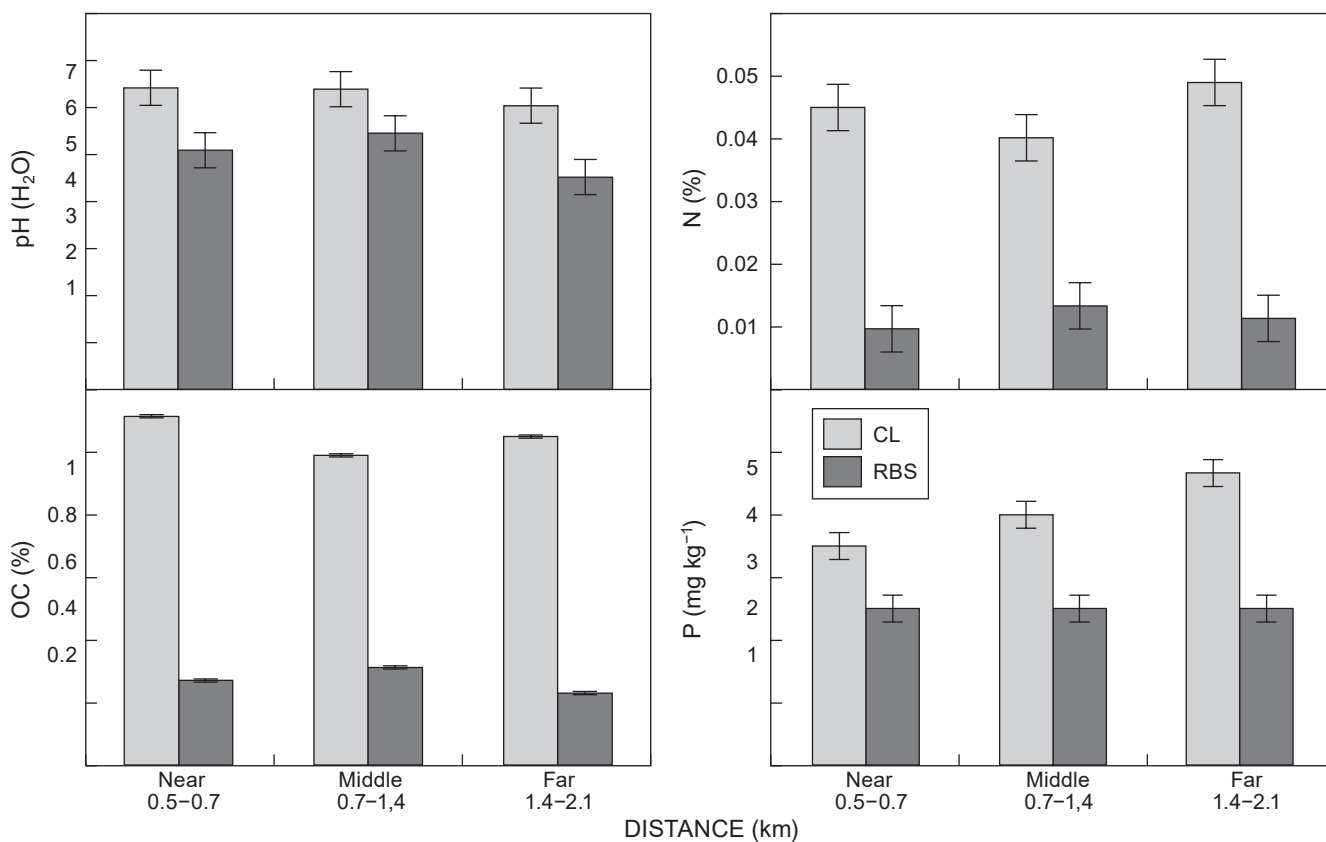 7
6
5
4
3
2
1
pH (H₂O)
0.05
0.04
0.03
0.02
0.01
N (%)
1
0.8
0.6
0.4
0.2
OC (%)
CL
RBS
5
4
3
2
1
P (mg kg⁻¹)
Near
0.5−0.7
Middle
0.7−1,4
Far
1.4−2.1
Near
0.5−0.7
Middle
0.7−1,4
Far
1.4−2.1
DISTANCE (km)